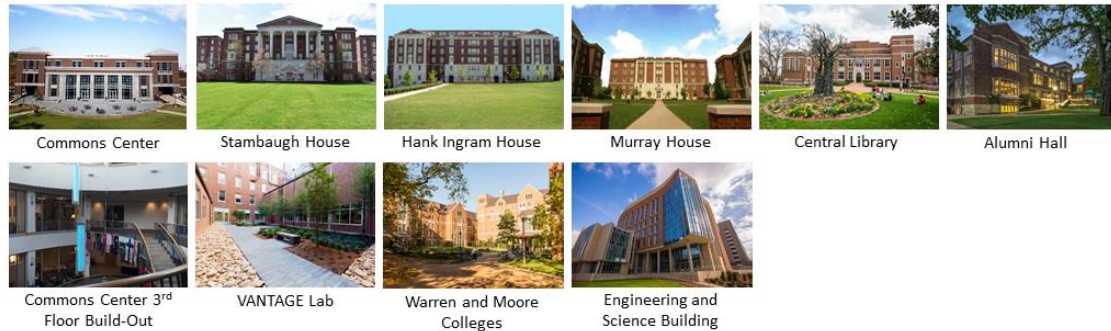 Commons Center
Stambaugh House
Hank Ingram House
Murray House
Central Library
Alumni Hall
Commons Center 3rd
Floor Build-Out
VANTAGE Lab
Warren and Moore
Colleges
Engineering and
Science Building